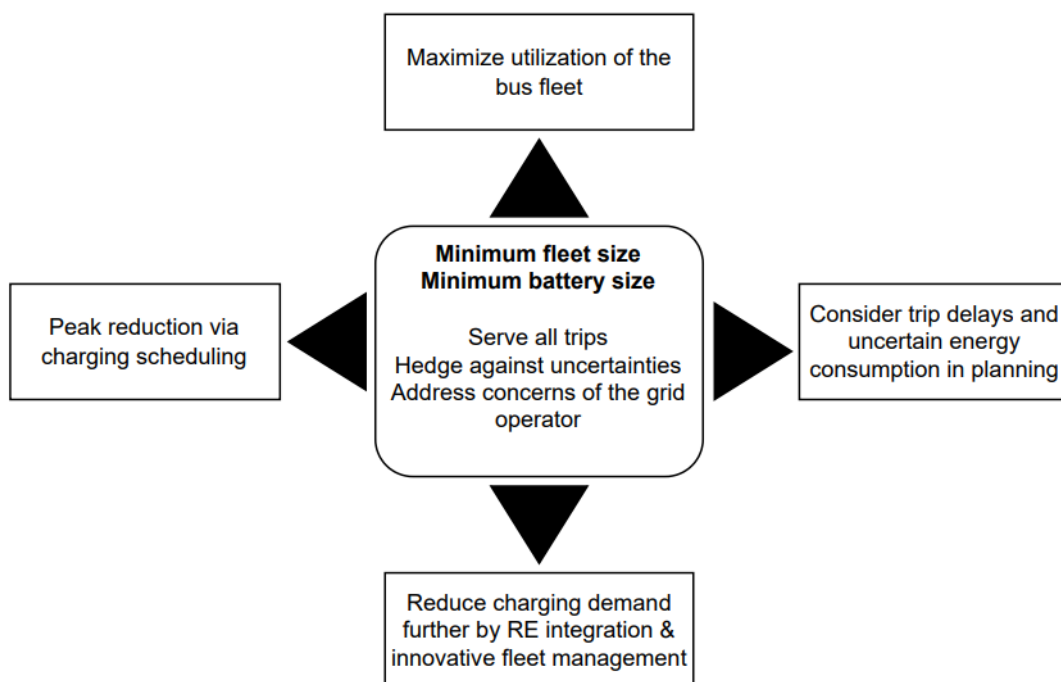 Maximize utilization of the
bus fleet
Minimum fleet size
Minimum battery size
Serve all trips
Hedge against uncertainties
Address concerns of the grid
operator
Peak reduction via
charging scheduling
Consider trip delays and
uncertain energy
consumption in planning
Reduce charging demand
further by RE integration &
innovative fleet management